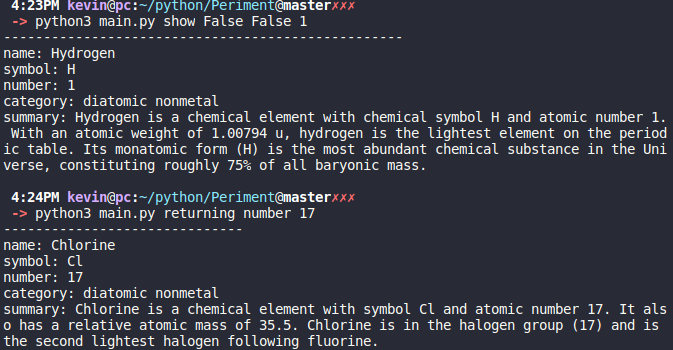 4:23PM kevin@pc:~/python/Periment@master✗✗✗
-> python3 main.py show False False 1
--------------------------------------------------
name: Hydrogen
symbol: H
number: 1
category: diatomic nonmetal
summary: Hydrogen is a chemical element with chemical symbol H and atomic number 1.
With an atomic weight of 1.00794 u, hydrogen is the lightest element on the period
ic table. Its monatomic form (H) is the most abundant chemical substance in the Uni
verse, constituting roughly 75% of all baryonic mass.
4:24PM kevin@pc:~/python/Periment@master✗✗✗
-> python3 main.py returning number 17
------------------------------
name: Chlorine
symbol: Cl
number: 17
category: diatomic nonmetal
summary: Chlorine is a chemical element with symbol Cl and atomic number 17. It als
o has a relative atomic mass of 35.5. Chlorine is in the halogen group (17) and is
the second lightest halogen following fluorine.